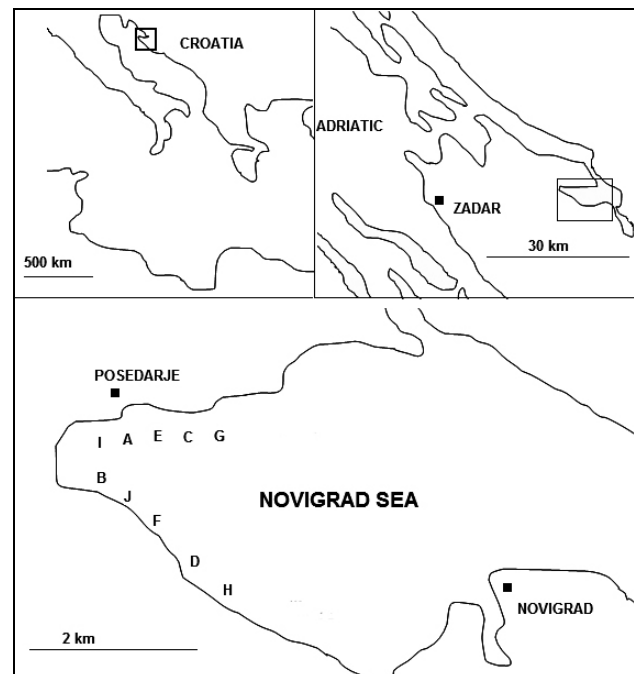 CROATIA
500 km
ADRIATIC
ZADAR
30 km
POSEDARJE
I A E C G
B
J
F
D
H
NOVIGRAD SEA
NOVIGRAD
2 km